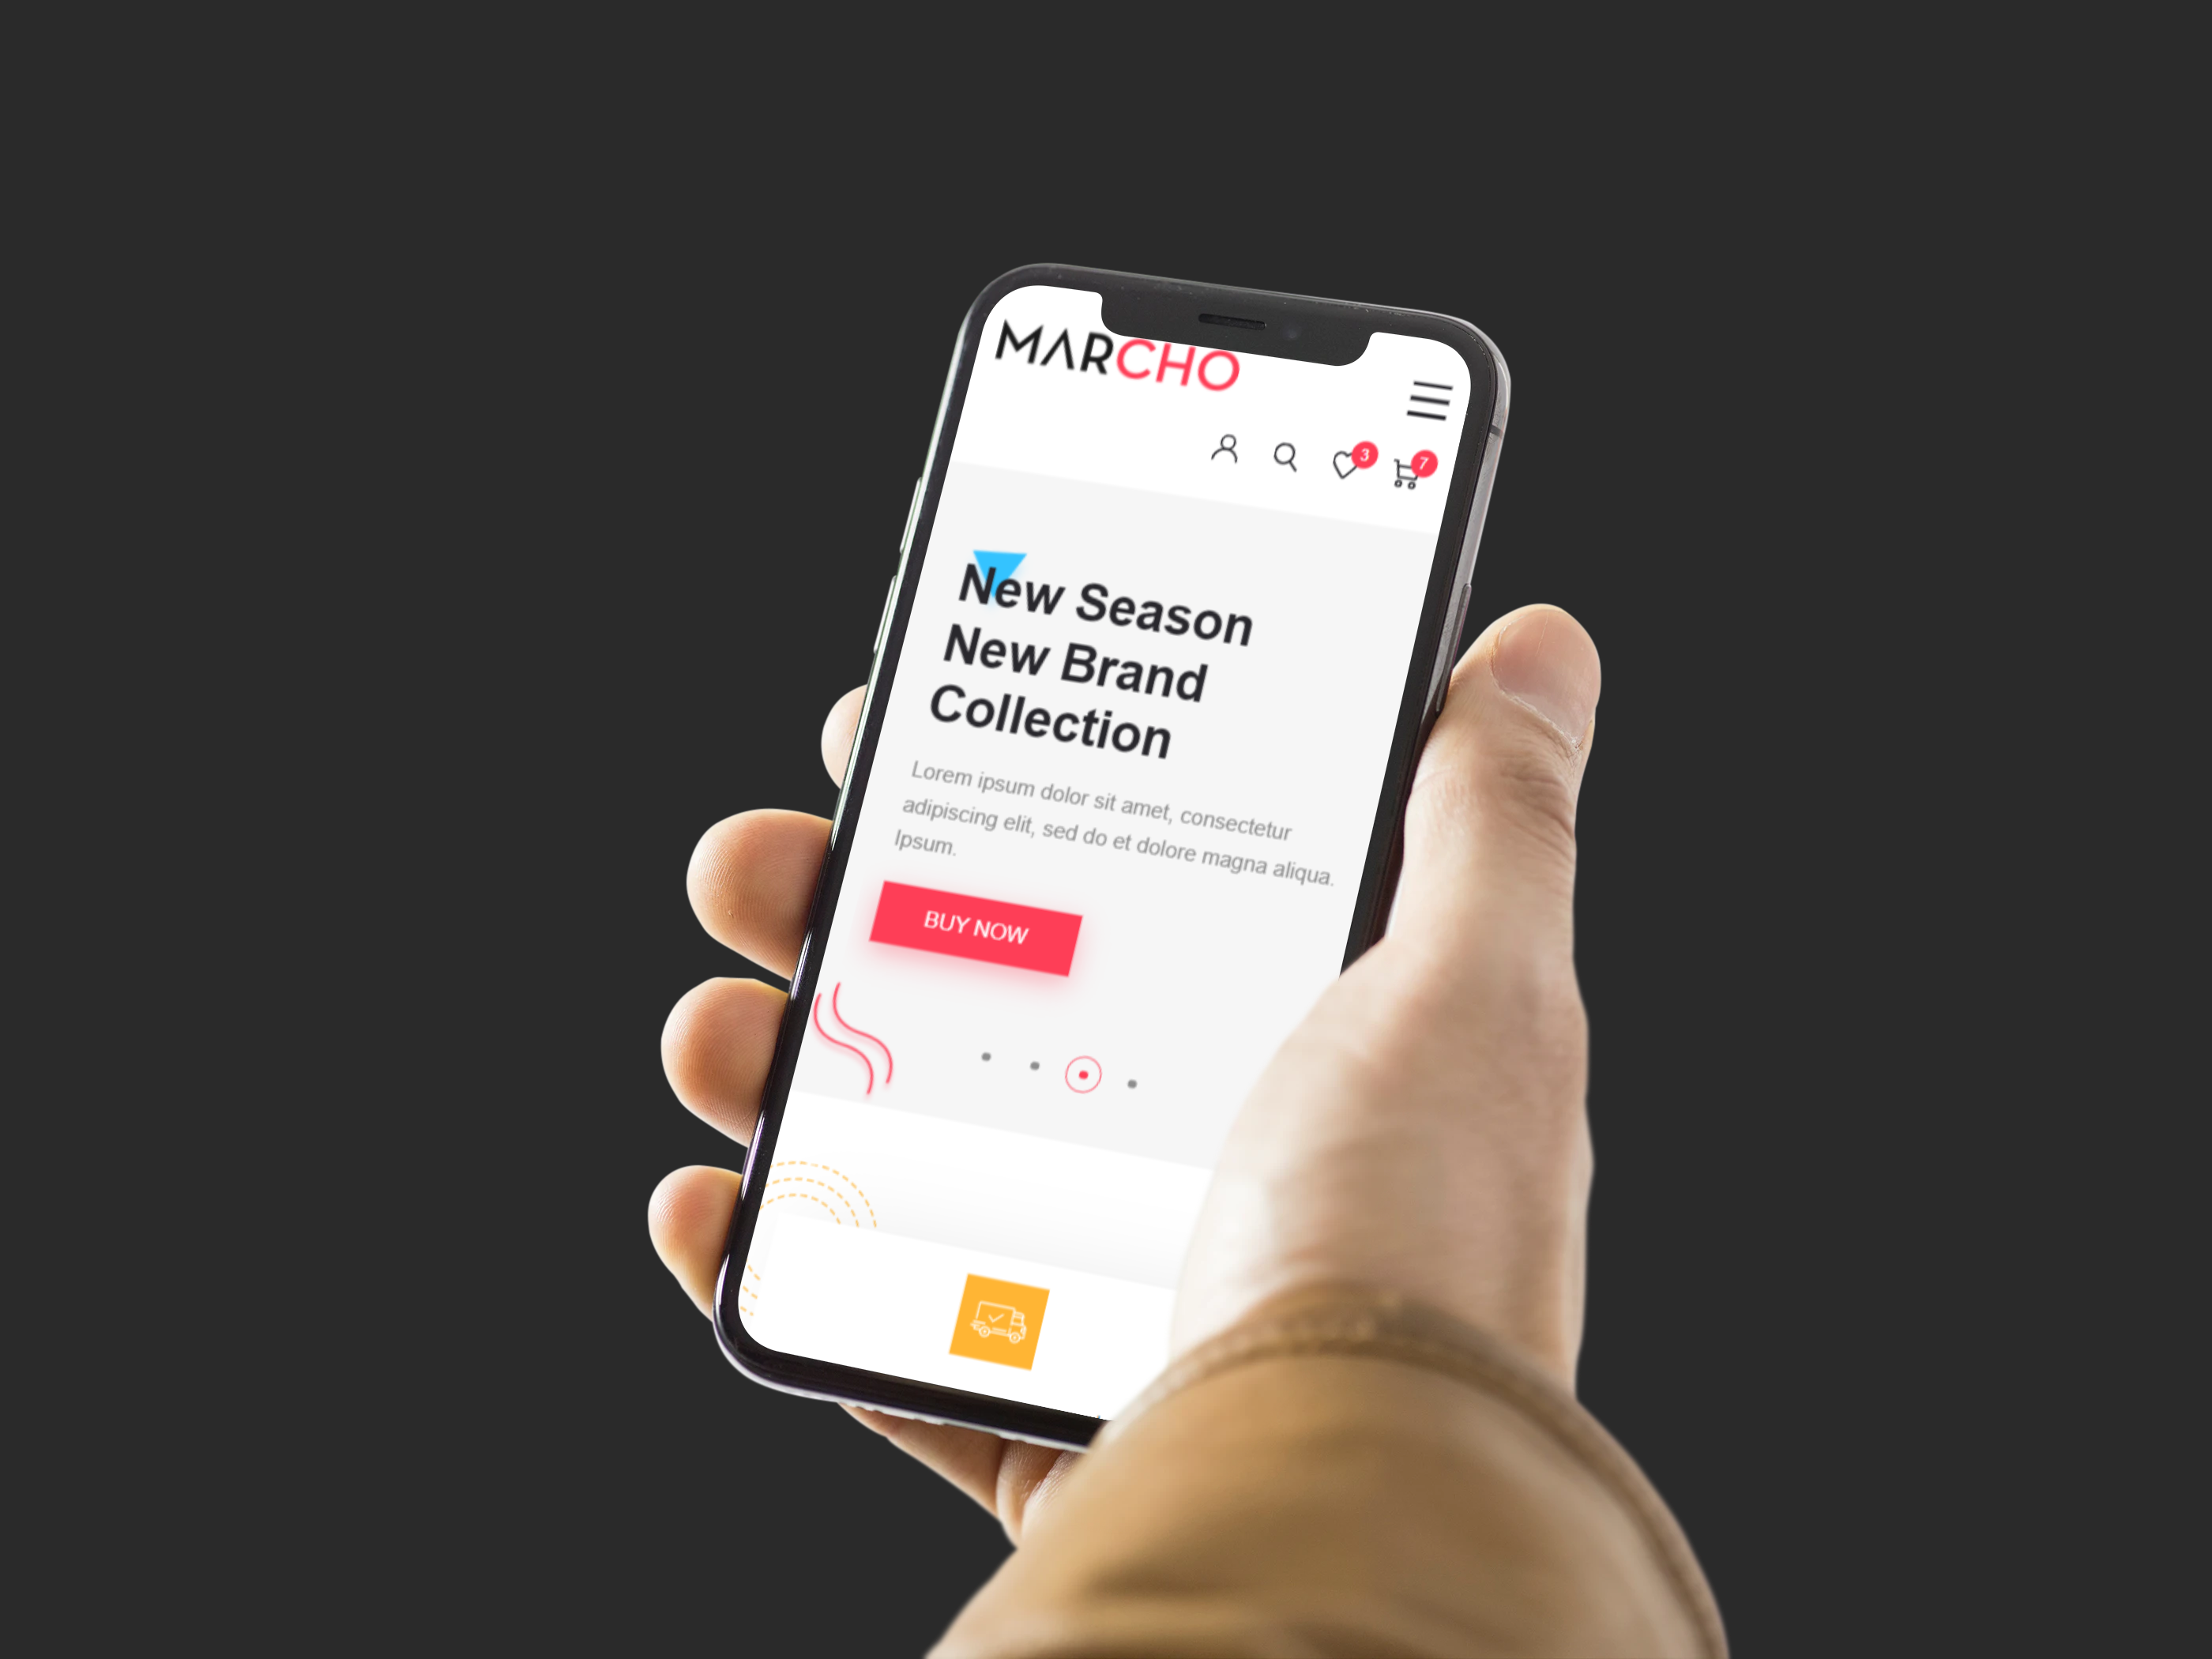 MARCHO
3
7
New Season
New Brand
Collection
Lorem ipsum dolor sit amet, consectetur
adipiscing elit, sed do et dolore magna aliqua.
Ipsum.
BUY NOW